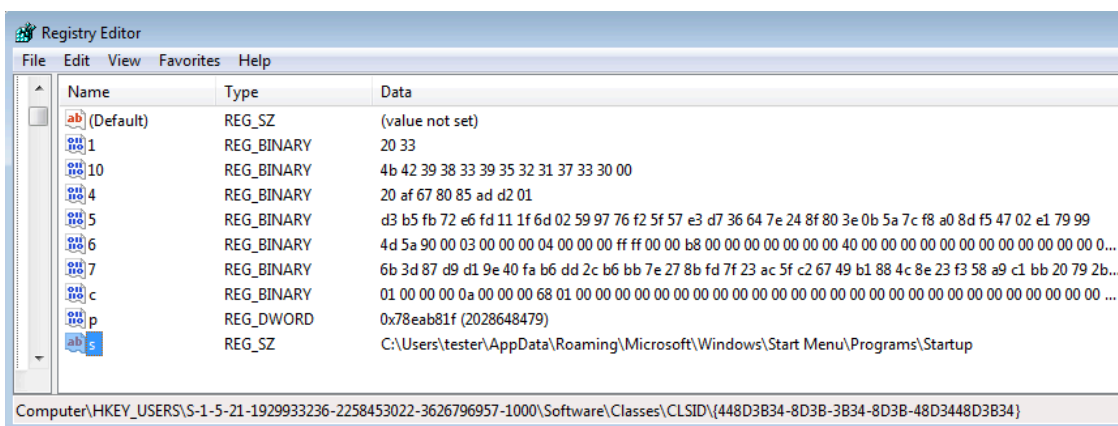 Registry Editor
File Edit View Favorites Help
Name Type Data
(Default) REG_SZ (value not set)
1 REG_BINARY 20 33
10 REG_BINARY 4b 42 39 38 33 39 35 32 31 37 33 30 00
4 REG_BINARY 20 af 67 80 85 ad d2 01
5 REG_BINARY d3 b5 fb 72 e6 fd 11 1f 6d 02 59 97 76 f2 5f 57 e3 d7 36 64 7e 24 8f 80 3e 0b 5a 7c f8 a0 8d f5 47 02 e1 79 99
6 REG_BINARY 4d 5a 90 00 03 00 00 00 04 00 00 00 ff ff 00 00 b8 00 00 00 00 00 00 00 40 00 00 00 00 00 00 00 00 00 00 00 0...
7 REG_BINARY 6b 3d 87 d9 d1 9e 40 fa b6 dd 2c b6 bb 7e 27 8b fd 7f 23 ac 5f c2 67 49 b1 88 4c 8e 23 f3 58 a9 c1 bb 20 79 2b...
c REG_BINARY 01 00 00 00 0a 00 00 00 68 01 00 00 00 00 00 00 00 00 00 00 00 00 00 00 00 00 00 00 00 00 00 00 00 00 00 00 ...
p REG_DWORD 0x78eab81f (2028648479)
s REG_SZ C:\Users\tester\AppData\Roaming\Microsoft\Windows\Start Menu\Programs\Startup
Computer\HKEY_USERS\S-1-5-21-1929933236-2258453022-3626796957-1000\Software\Classes\CLSID\{448D3B34-8D3B-3B34-8D3B-48D3448D3B34}